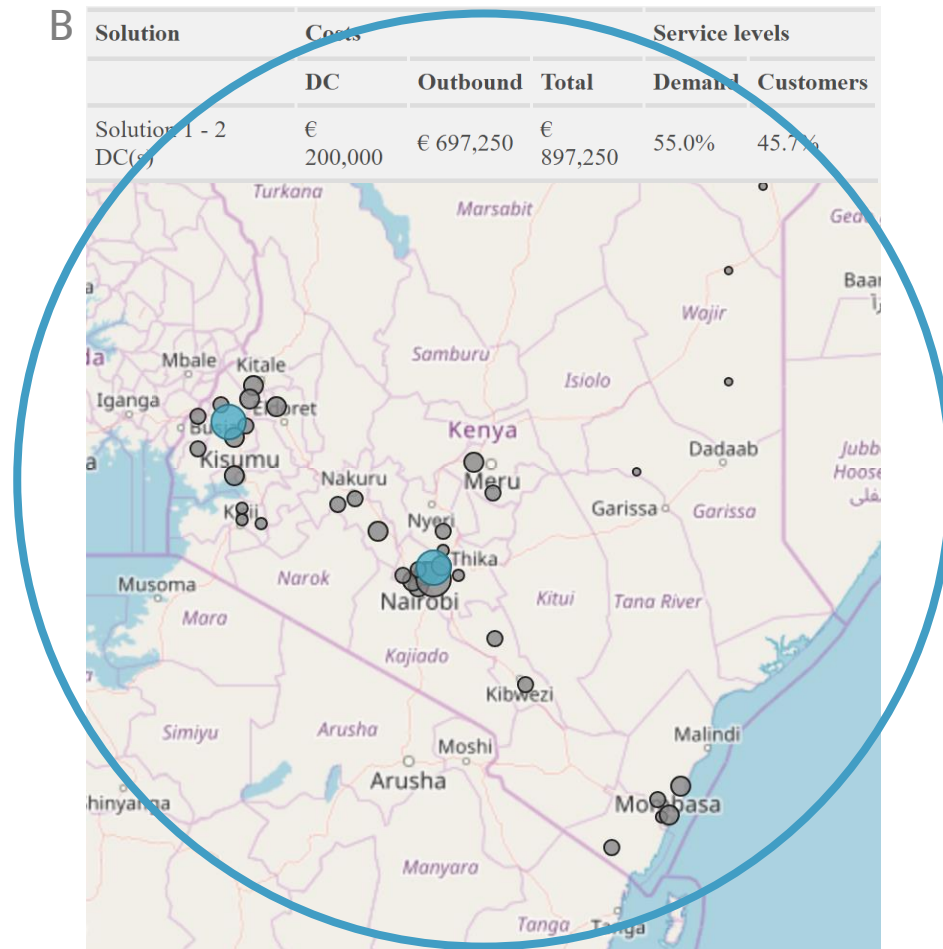 B
Solution Costs Service levels
DC Outbound Total Demand Customers
Solution 1 - 2 € € 697,250 € 55.0% 45.7%
DC(s) 200,000 897,250
Turkana
Marsabit
Wajir
Samburu
Mbale
Kitale
Isiolo
Iganga
Eldoret
Kenya
Dadaab
Kisumu
Nakuru
Meru
Garissa
Garissa
Nyeri
Thika
Narok
Musoma
Nairobi
Kitui
Tana River
Mara
Kajiado
Kibwezi
Simiyu
Arusha
Moshi
Malindi
Arusha
Mombasa
Manyara
Tanga
Tanga